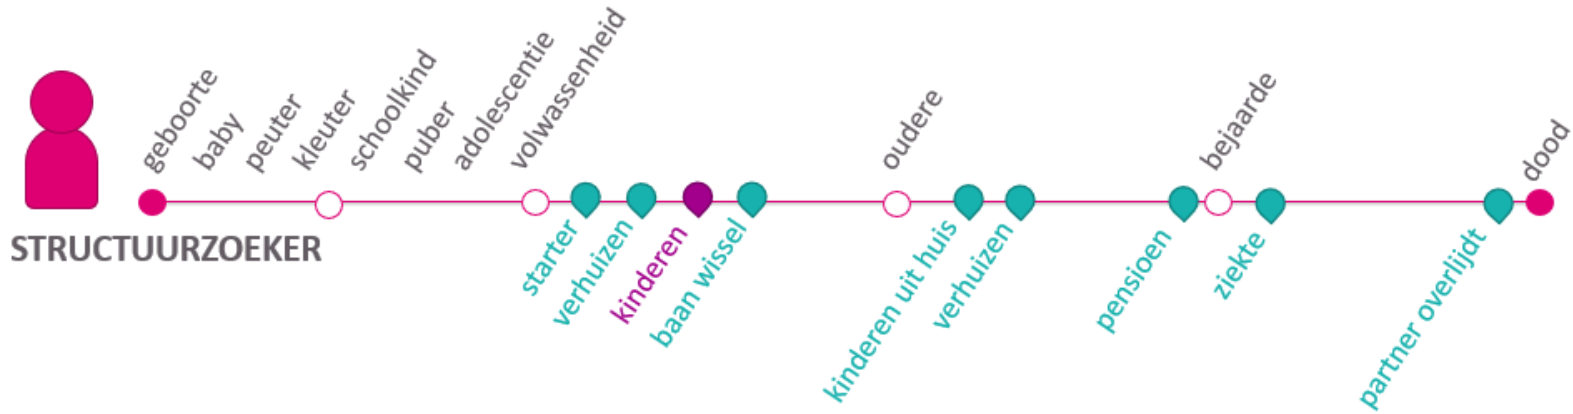 geboorte
baby
peuter
kleuter
schoolkind
puber
adolescentie
volwassenheid
oudere
bejaarde
dood
STRUCTUURZOEKER
starter
verhuizen
kinderen
baan wissel
kinderen uit huis
verhuizen
pensioen
ziekte
partner overlijdt